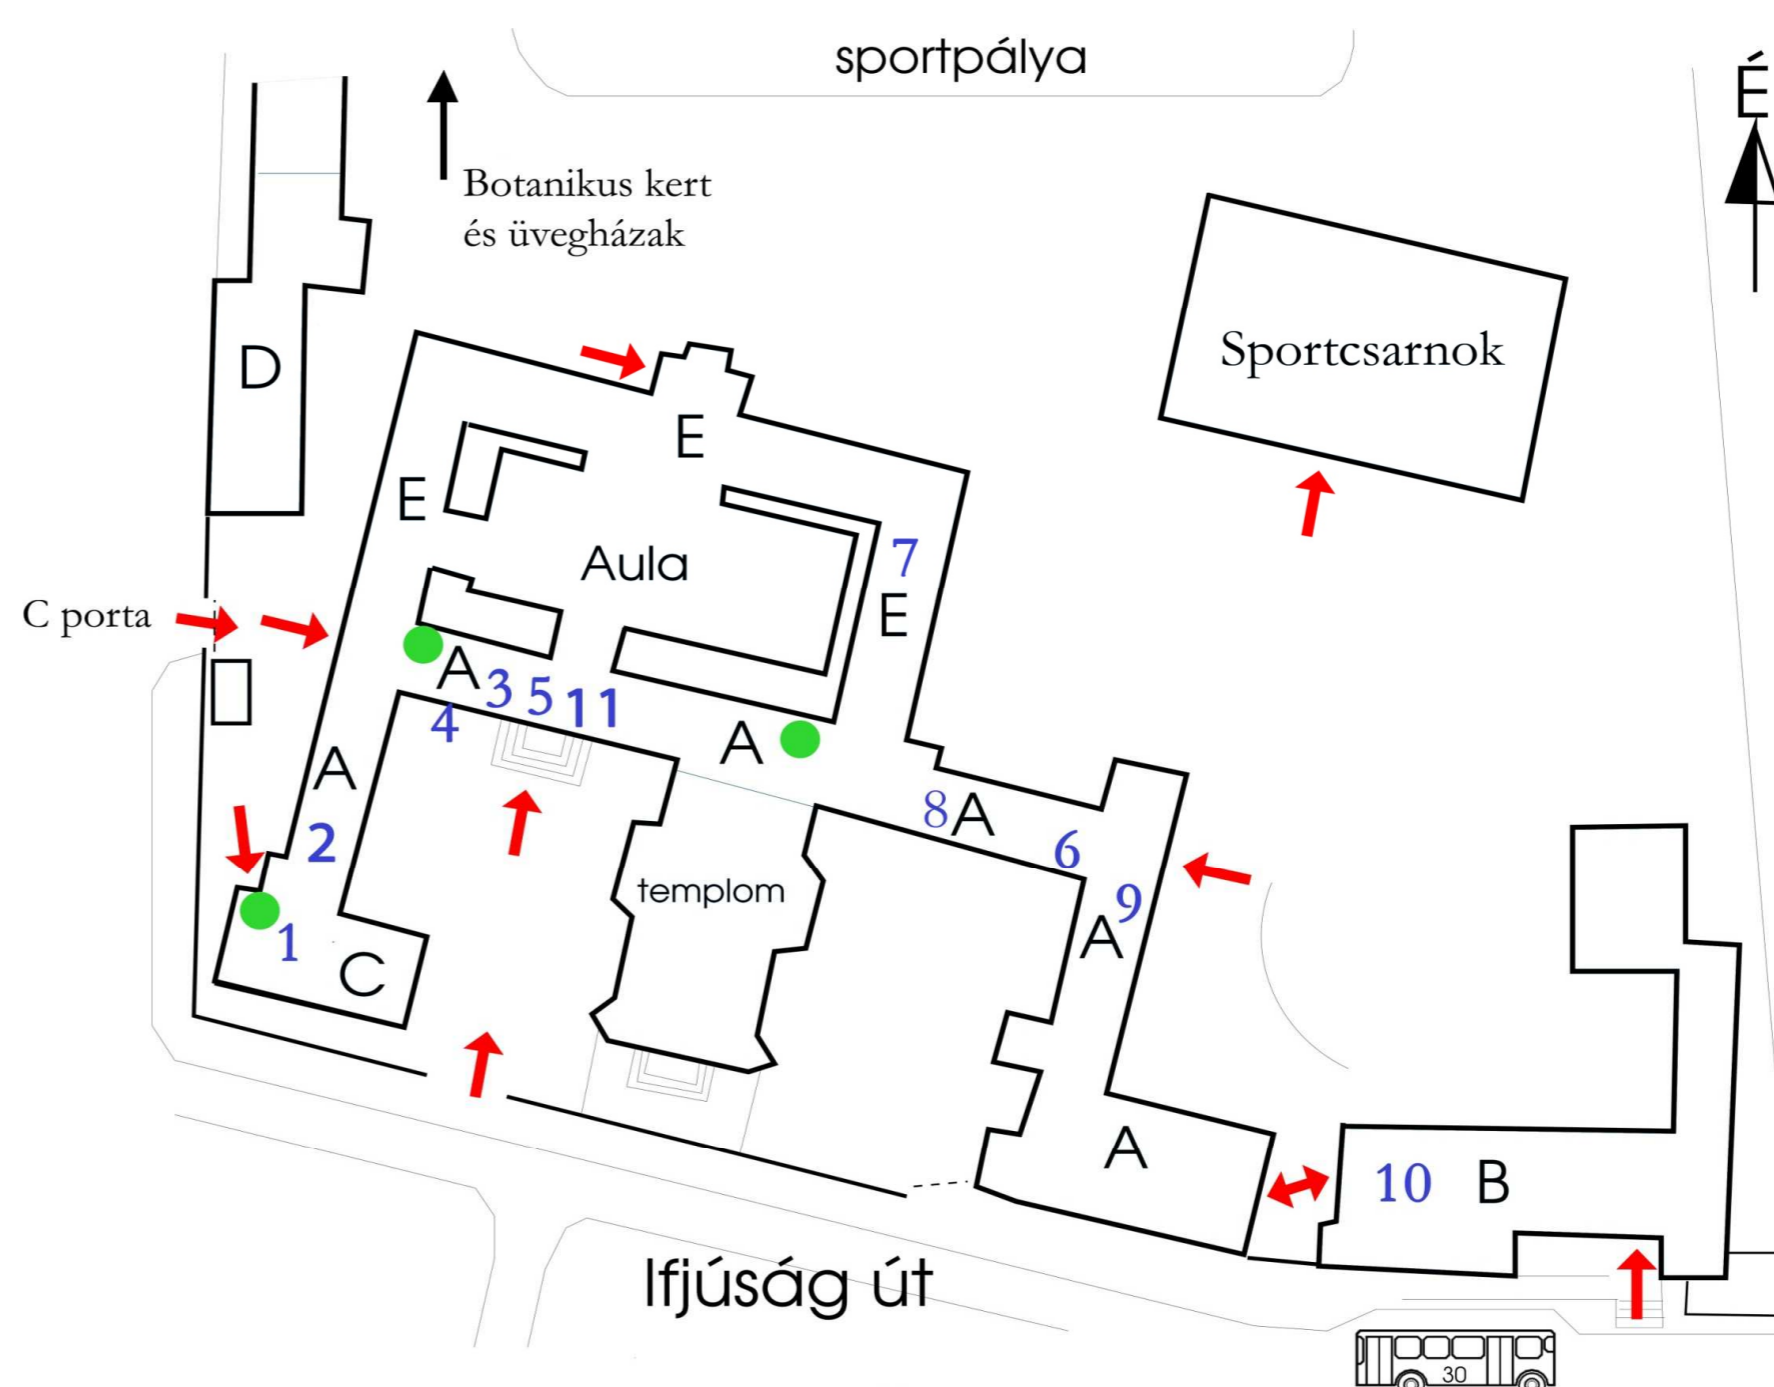 sportpálya
É
Botanikus kert
és üvegházak
Sportcsarnok
D
E
E
Aula
7
E
C porta
A
3
5
11
4
A
A
8
A
2
6
templom
9
A
1
C
A
10
B
Ifjúság út
30